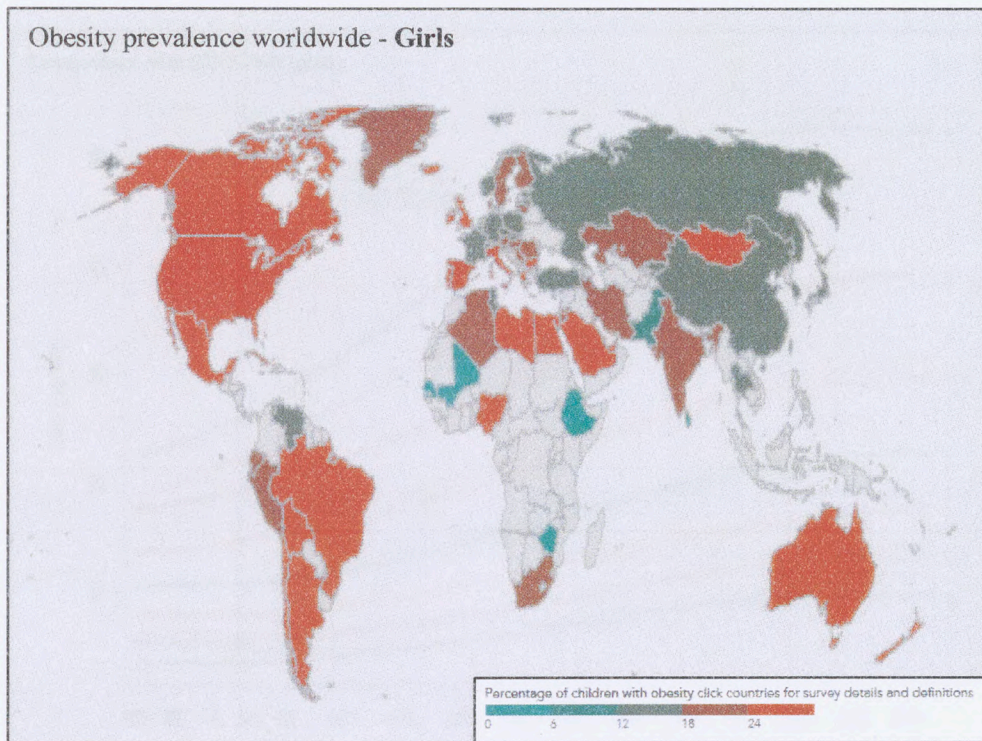 Obesity prevalence worldwide - Girls
Percentage of children with obesity click countries for survey details and definitions
0 6 12 18 24